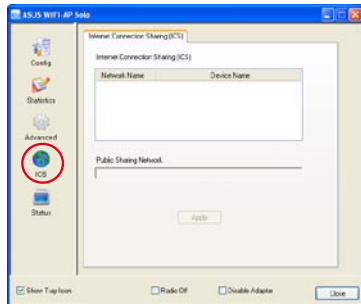 ASUS WIFI-AP Solo
Internet Connection Sharing (ICS)
Config
Internet Connection Sharing (ICS)
Network Name Device Name
Statistics
Advanced
ICS
Public Sharing Network.
Status
Apply
Show Tray Icon Radio Off Disable Adapter Close